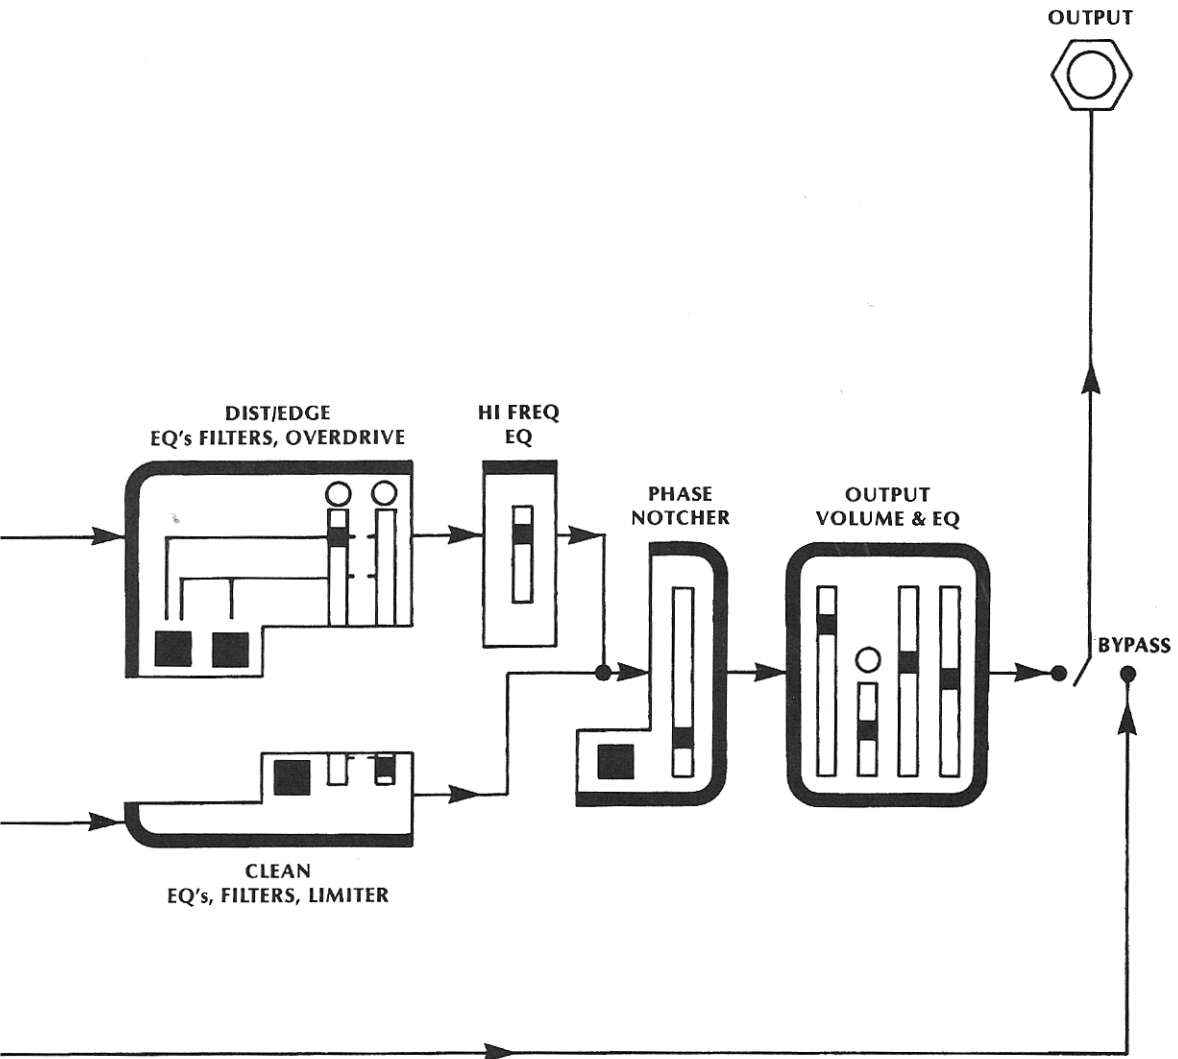 OUTPUT
DIST/EDGE
EQ's FILTERS, OVERDRIVE
HI FREQ
EQ
PHASE
NOTCHER
OUTPUT
VOLUME & EQ
BYPASS
CLEAN
EQ's, FILTERS, LIMITER